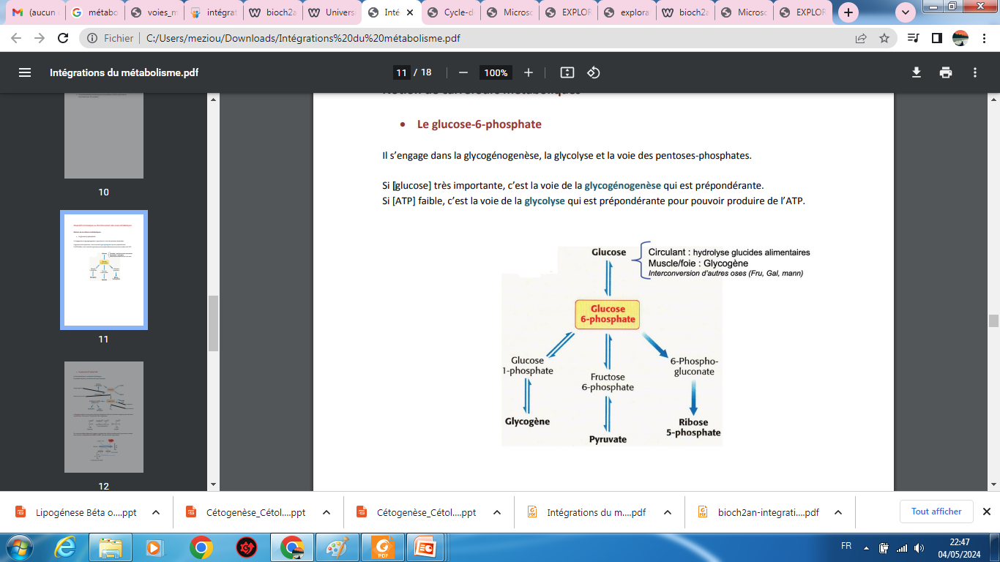 (aucun
métabo
voies_m
intégrat
bioch2a
Univers
Inté
Cycle-d
Microso
EXPLOR
explora
bioch2a
Microso
EXPLOR
Fichier
C:/Users/meziou/Downloads/Intégrations%20du%20métabolisme.pdf
Intégrations du métabolisme.pdf
11 / 18
100%
10
11
12
• Le glucose-6-phosphate
Il s’engage dans la glycogénogenèse, la glycolyse et la voie des pentoses-phosphates.
Si [glucose] très importante, c’est la voie de la glycogénogenèse qui est prépondérante.
Si [ATP] faible, c’est la voie de la glycolyse qui est prépondérante pour pouvoir produire de l’ATP.
Glucose
Circulant : hydrolyse glucides alimentaires
Muscle/foie : Glycogène
Interconversion d’autres oses (Fru, Gal, mann)
Glucose
6-phosphate
Glucose
1-phosphate
Fructose
6-phosphate
6-Phospho-
gluconate
Glycogène
Pyruvate
Ribose
5-phosphate
Lipogénese Béta o....ppt
Cétogenèse_Cétol....ppt
Cétogenèse_Cétol....ppt
Intégrations du m....pdf
bioch2an-integrati....pdf
Tout afficher
PDF
FR
22:47
04/05/2024